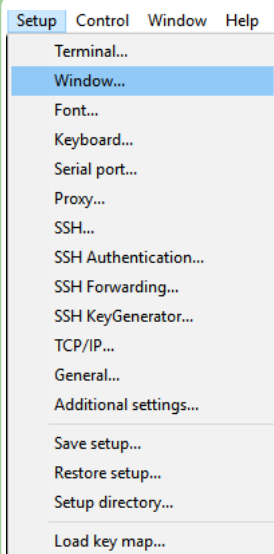 Setup Control Window Help
Terminal...
Window...
Font...
Keyboard...
Serial port...
Proxy...
SSH...
SSH Authentication...
SSH Forwarding...
SSH KeyGenerator...
TCP/IP...
General...
Additional settings...
Save setup...
Restore setup...
Setup directory...
Load key map...